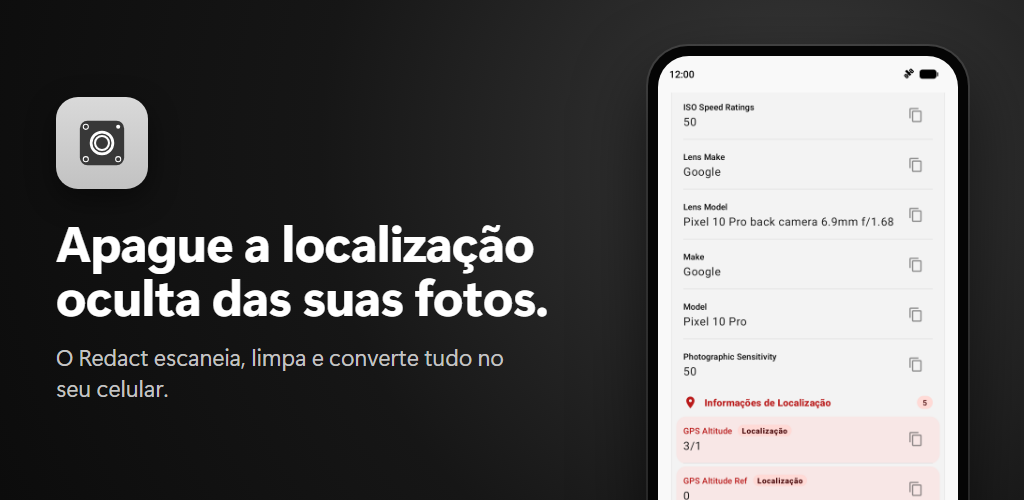 Apague a localização
oculta das suas fotos.
O Redact escaneia, limpa e converte tudo no
seu celular.
12:00
ISO Speed Ratings
50
Lens Make
Google
Lens Model
Pixel 10 Pro back camera 6.9mm f/1.68
Make
Google
Model
Pixel 10 Pro
Photographic Sensitivity
50
Informações de Localização 5
GPS Altitude Localização
3/1
GPS Altitude Ref Localização
0